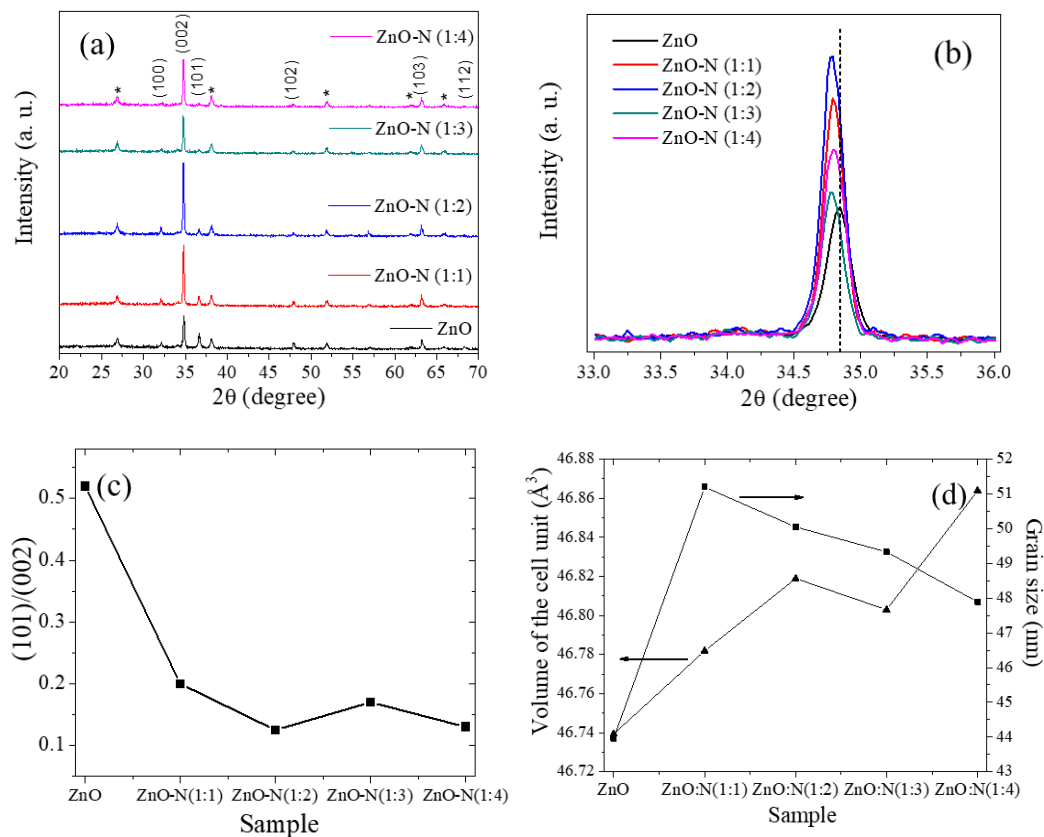 (a)
ZnO-N (1:4)
(002)
*
(100)
(101)
*
(102)
*
*
(103)
*
(112)
ZnO-N (1:3)
ZnO-N (1:2)
ZnO-N (1:1)
ZnO
Intensity (a. u.)
20 25 30 35 40 45 50 55 60 65 70
2θ (degree)
(b)
ZnO
ZnO-N (1:1)
ZnO-N (1:2)
ZnO-N (1:3)
ZnO-N (1:4)
Intensity (a. u.)
33.0 33.5 34.0 34.5 35.0 35.5 36.0
2θ (degree)
(c)
(101)/(002)
0.5
0.4
0.3
0.2
0.1
ZnO ZnO-N(1:1) ZnO-N(1:2) ZnO-N(1:3) ZnO-N(1:4)
Sample
(d)
Volume of the cell unit (Å³)
46.88
46.86
46.84
46.82
46.80
46.78
46.76
46.74
46.72
52
51
50
49
48
47
46
45
44
43
Grain size (nm)
ZnO ZnO:N(1:1) ZnO:N(1:2) ZnO:N(1:3) ZnO:N(1:4)
Sample